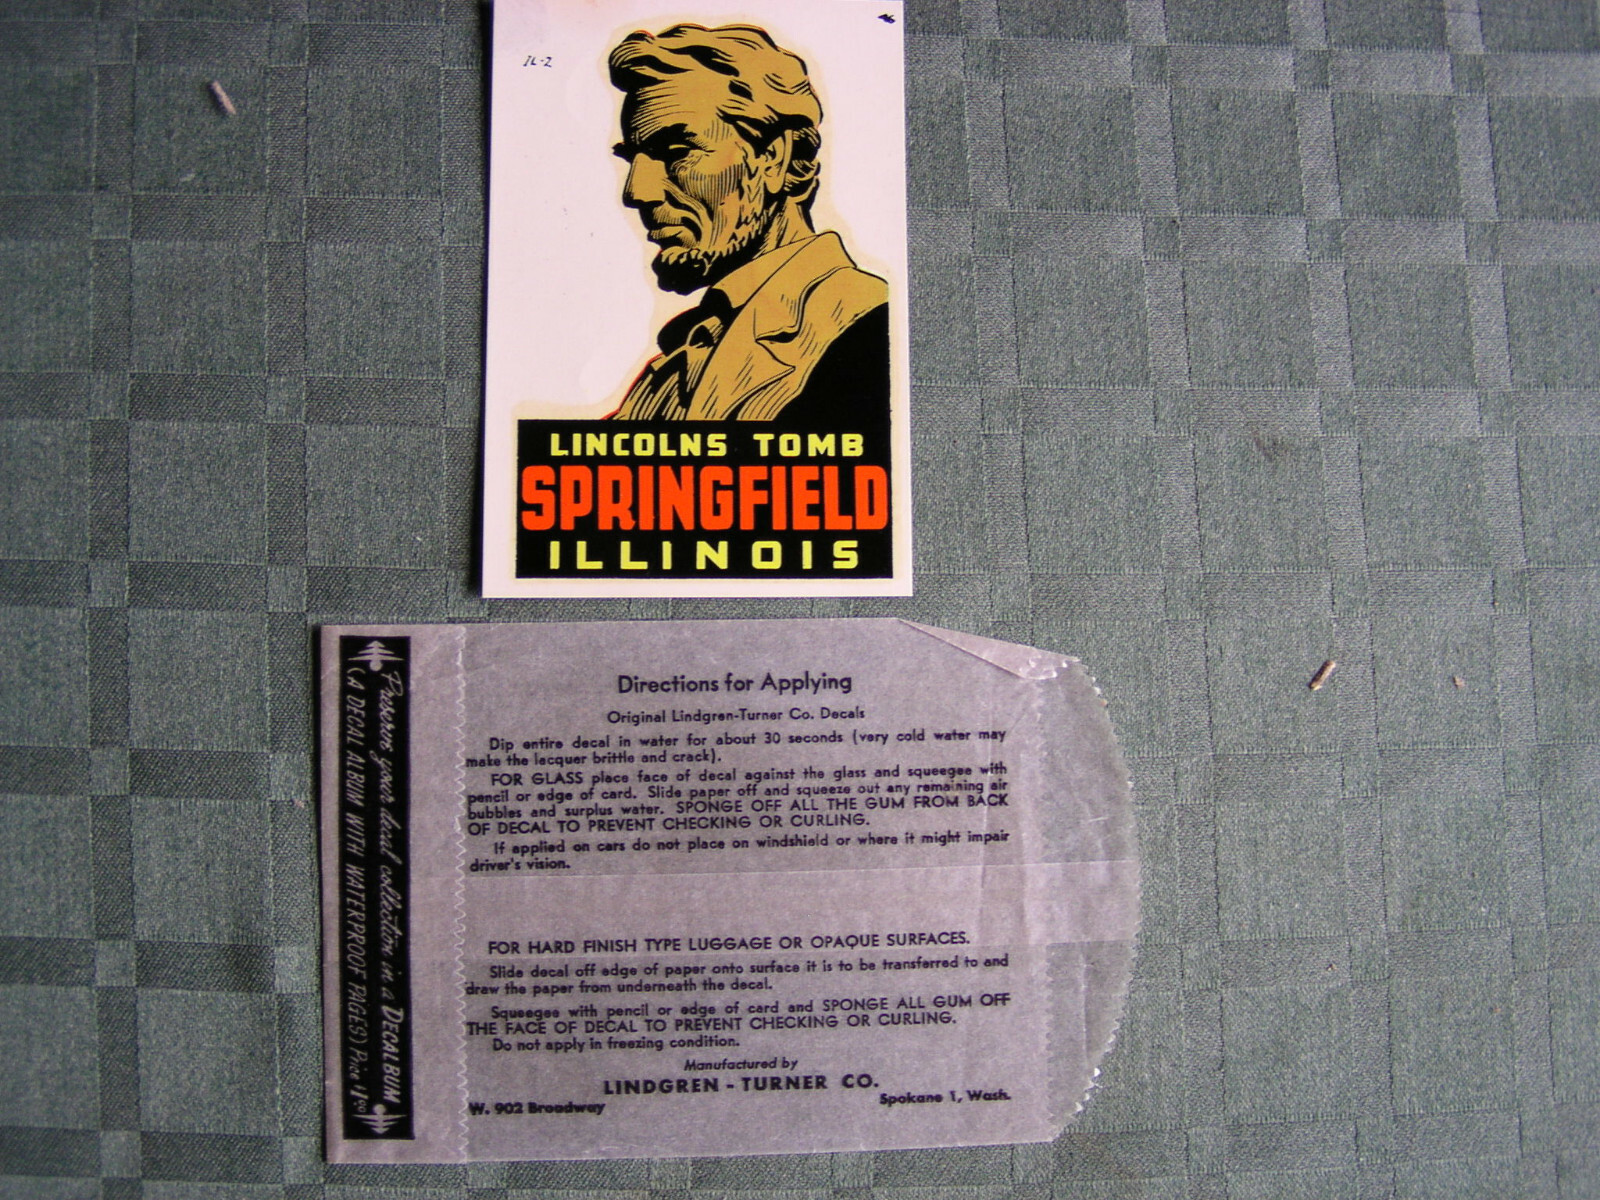 IL-2
LINCOLNS TOMB
SPRINGFIELD
ILLINOIS
Preserve your decal collection in a DECALBUM
(A DECAL ALBUM WITH WATERPROOF PAGES) Price $1.00
Directions for Applying
Original Lindgren-Turner Co. Decals
Dip entire decal in water for about 30 seconds (very cold water may
make the lacquer brittle and crack).
FOR GLASS place face of decal against the glass and squeegee with
pencil or edge of card. Slide paper off and squeeze out any remaining air
bubbles and surplus water. SPONGE OFF ALL THE GUM FROM BACK
OF DECAL TO PREVENT CHECKING OR CURLING.
If applied on cars do not place on windshield or where it might impair
driver's vision.
FOR HARD FINISH TYPE LUGGAGE OR OPAQUE SURFACES.
Slide decal off edge of paper onto surface it is to be transferred to and
draw the paper from underneath the decal.
Squeegee with pencil or edge of card and SPONGE ALL GUM OFF
THE FACE OF DECAL TO PREVENT CHECKING OR CURLING.
Do not apply in freezing condition.
Manufactured by
LINDGREN - TURNER CO.
W. 902 Broadway Spokane 1, Wash.